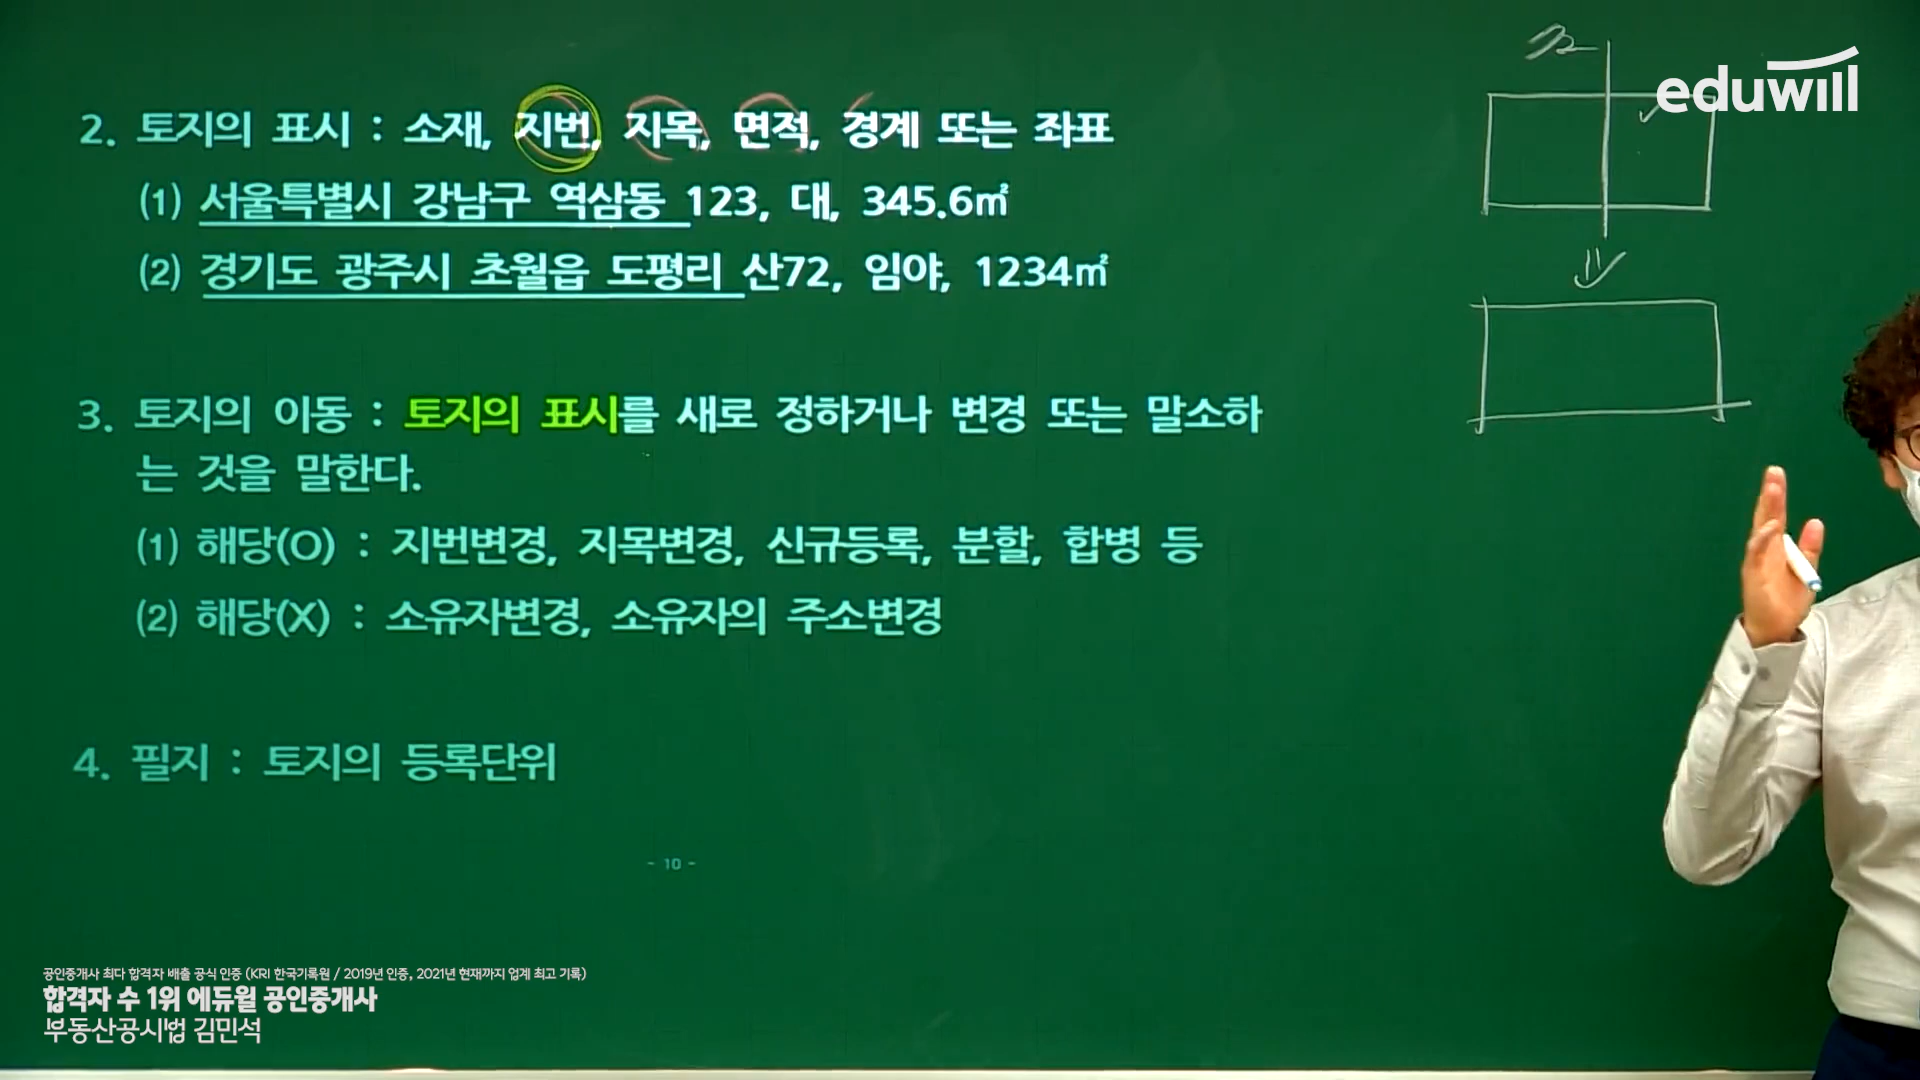 eduwill
2. 토지의 표시 : 소재, 지번, 지목, 면적, 경계 또는 좌표
(1) 서울특별시 강남구 역삼동 123, 대, 345.6㎡
(2) 경기도 광주시 초월읍 도평리 산72, 임야, 1234㎡
3. 토지의 이동 : 토지의 표시를 새로 정하거나 변경 또는 말소하
는 것을 말한다.
(1) 해당(O) : 지번변경, 지목변경, 신규등록, 분할, 합병 등
(2) 해당(X) : 소유자변경, 소유자의 주소변경
4. 필지 : 토지의 등록단위
- 10 -
공인중개사 최다 합격자 배출 공식 인증 (KRI 한국기록원 / 2019년 인증, 2021년 현재까지 업계 최고 기록)
합격자 수 1위 에듀윌 공인중개사
부동산공시법 김민석